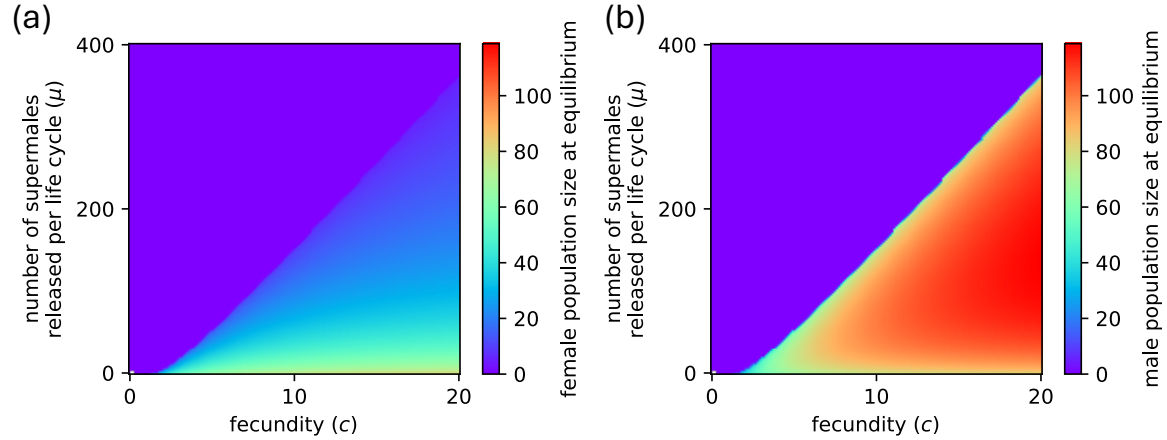 (a)
number of supermales
released per life cycle (μ)
400
200
0
0
10
20
fecundity (c)
100
80
60
40
20
0
female population size at equilibrium
(b)
number of supermales
released per life cycle (μ)
400
200
0
0
10
20
fecundity (c)
100
80
60
40
20
0
male population size at equilibrium